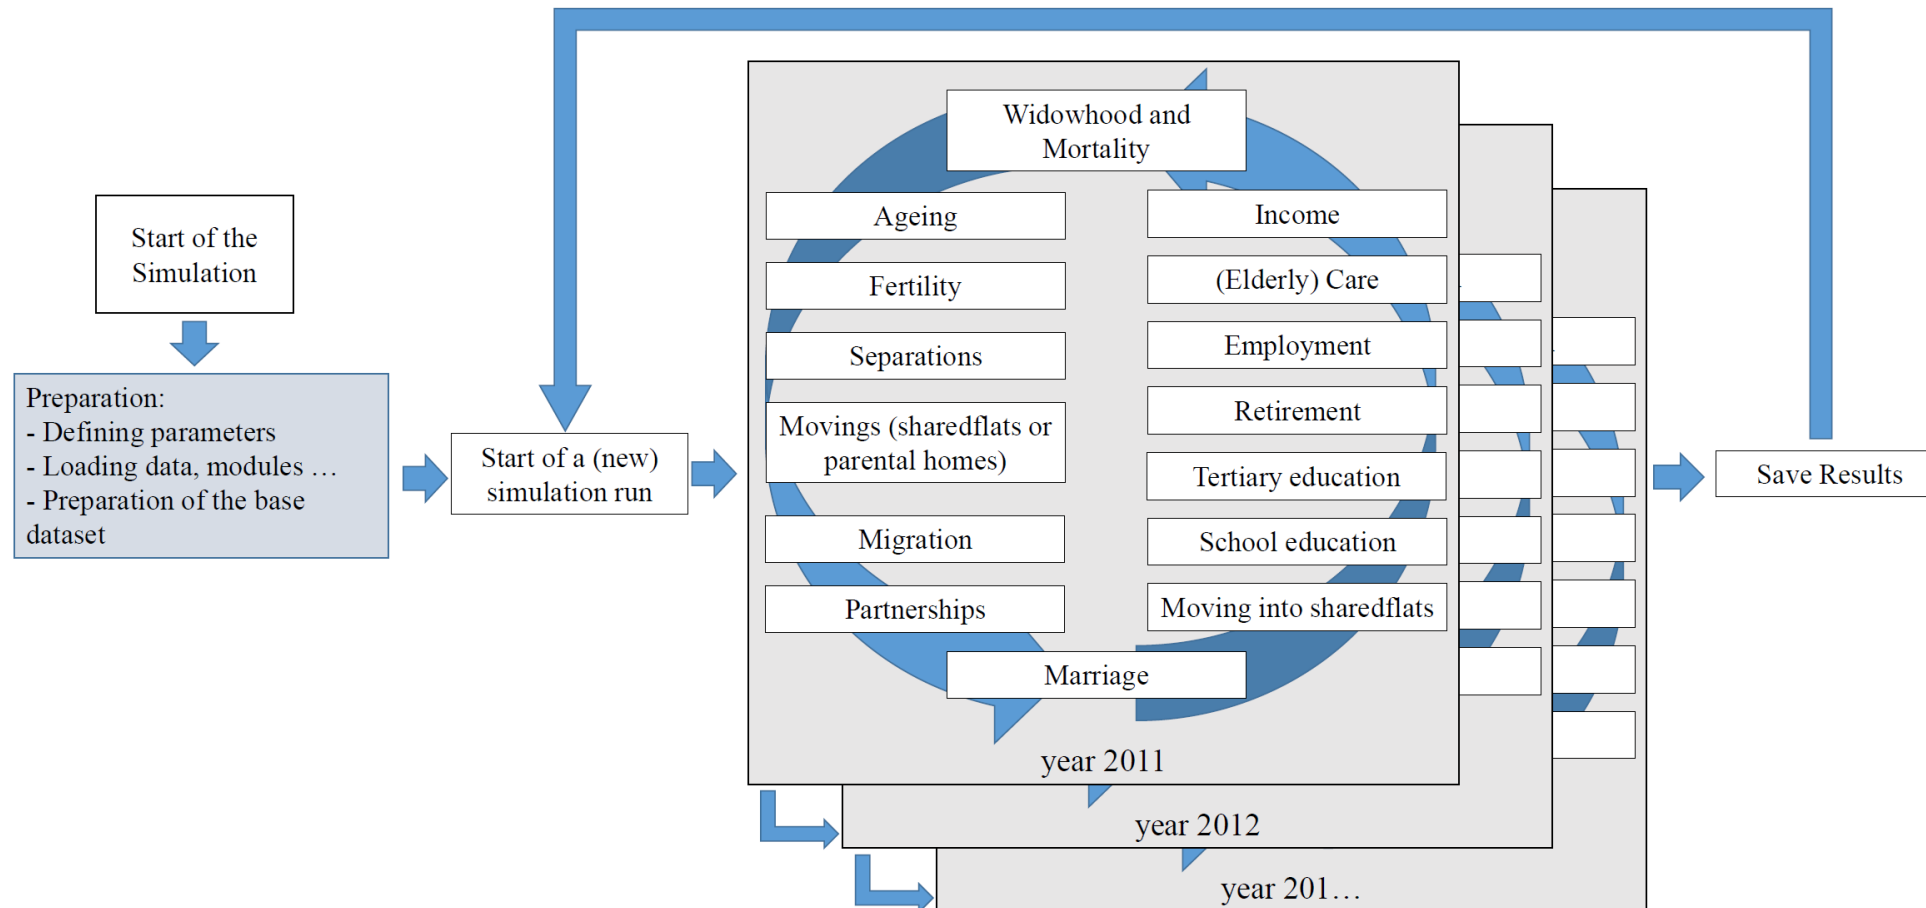 Start of the
Simulation
Preparation:
- Defining parameters
- Loading data, modules …
- Preparation of the base
dataset
Start of a (new)
simulation run
Widowhood and
Mortality
Ageing
Fertility
Separations
Movings (sharedflats or
parental homes)
Migration
Partnerships
Marriage
Income
(Elderly) Care
Employment
Retirement
Tertiary education
School education
Moving into sharedflats
year 2011
year 2012
year 201…
Save Results